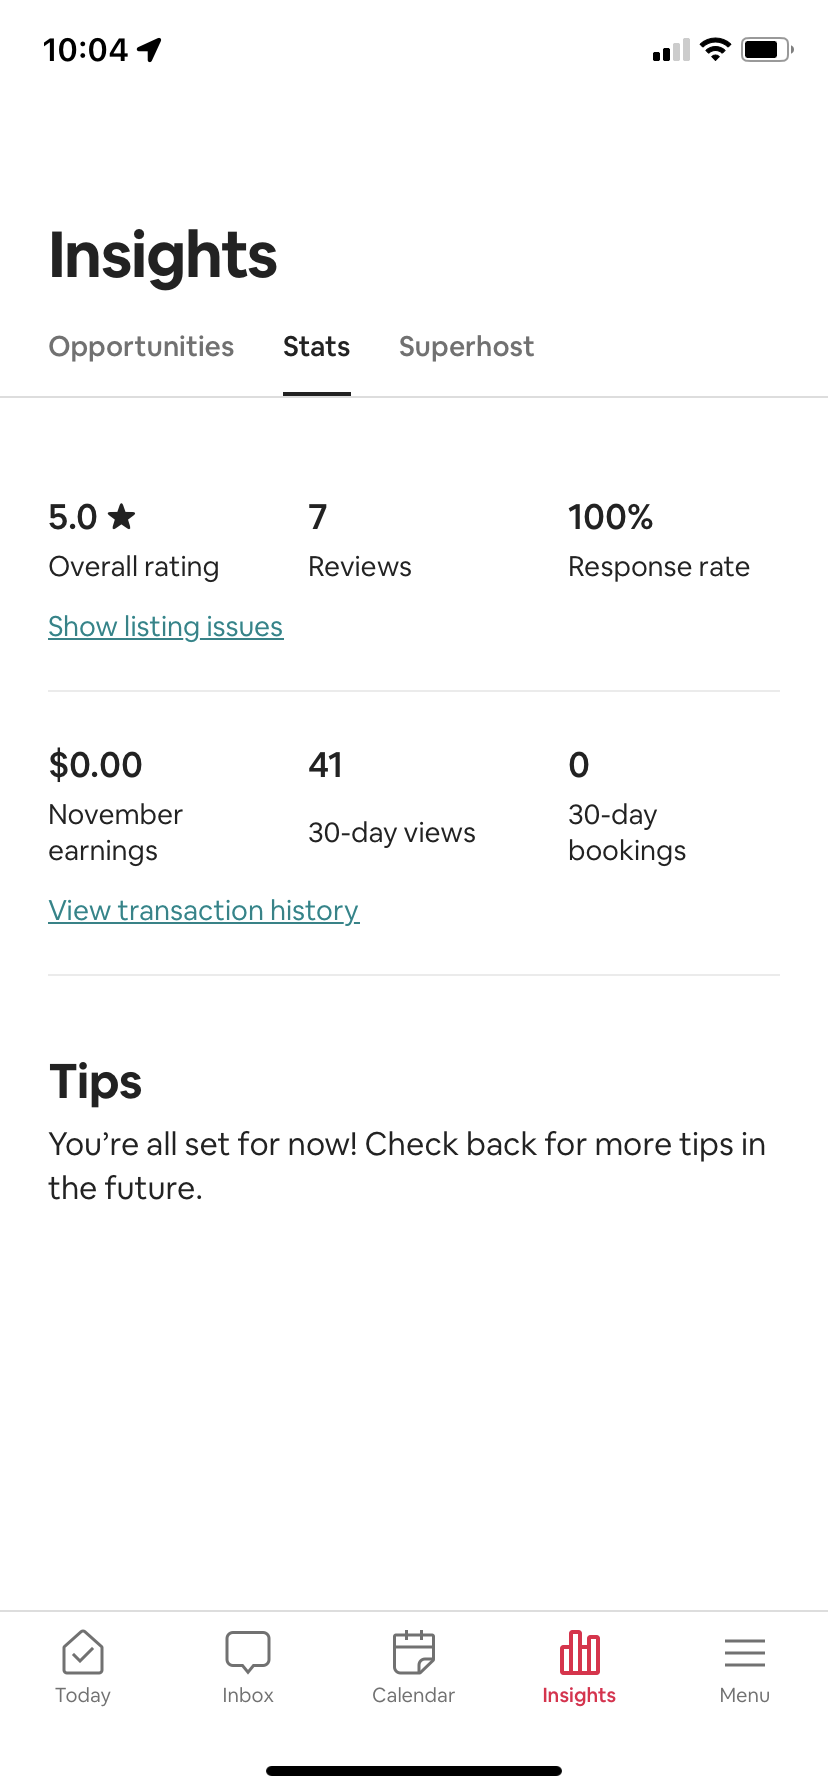 10:04
Insights
Opportunities Stats Superhost
5.0 ★ 7 100%
Overall rating Reviews Response rate
Show listing issues
$0.00 41 0
November earnings 30-day views 30-day bookings
View transaction history
Tips
You’re all set for now! Check back for more tips in
the future.
Today Inbox Calendar Insights Menu